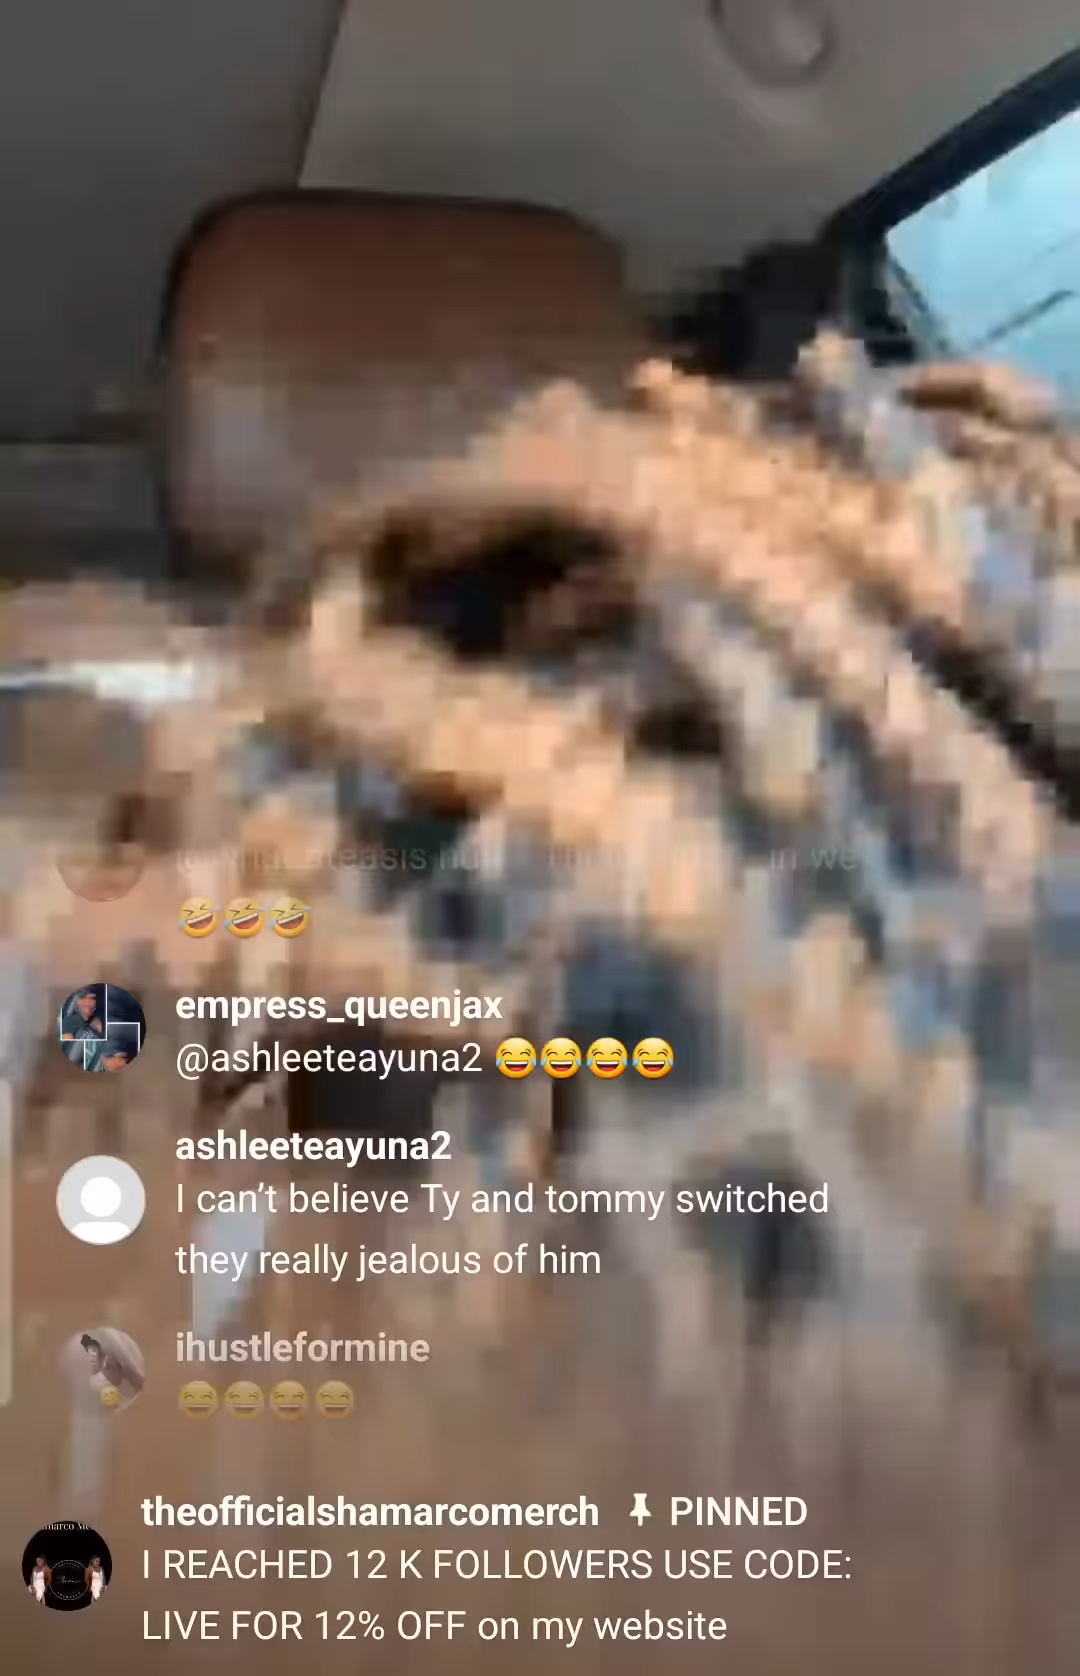 🤣🤣🤣
empress_queenjax
@ashleeteayuna2 😂😂😂😂
ashleeteayuna2
I can't believe Ty and tommy switched
they really jealous of him
ihustleformine
😂😂😂😂
theofficialshamarcomerch 📌 PINNED
I REACHED 12 K FOLLOWERS USE CODE:
LIVE FOR 12% OFF on my website